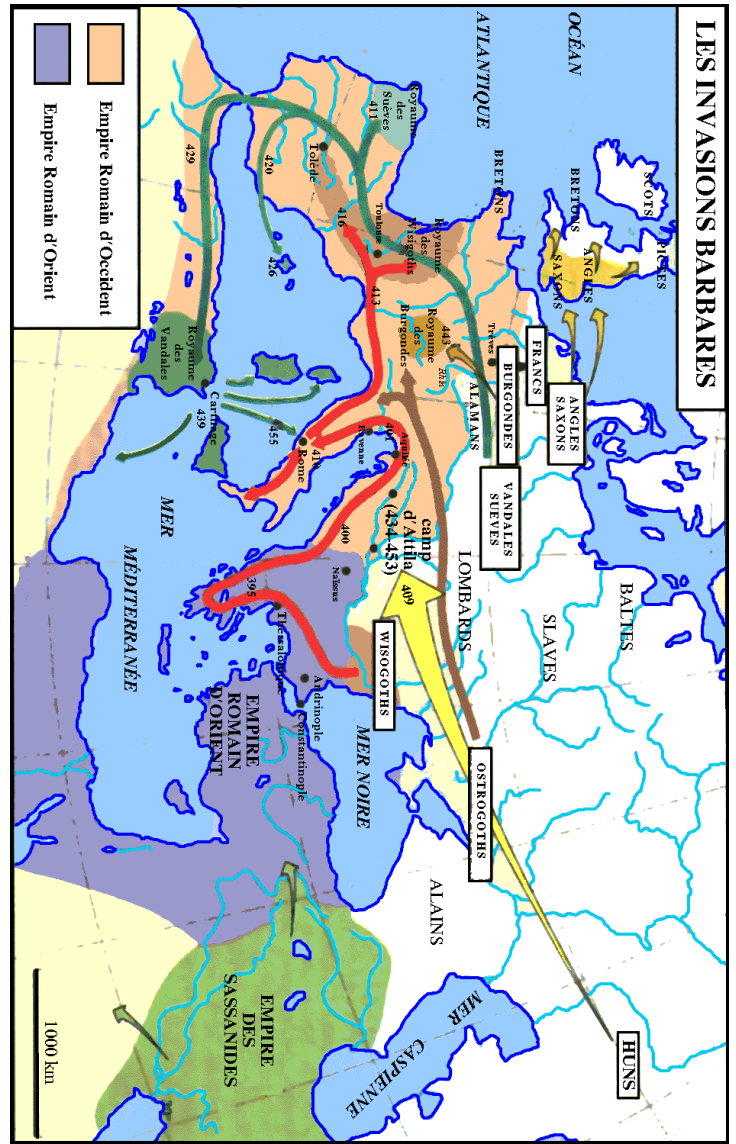 LES INVASIONS BARBARES
OCÉAN
ATLANTIQUE
SCOTS
PICTES
BRETONS
ANGLES
SAXONS
BRETONS
ANGLES
SAXONS
FRANCS
BURGONDES
VANDALES
SUEVES
Trèves
Rhin
ALAMANS
443
Royaume
des
Burgondes
Royaume
des
Wisigoths
Toulouse
413
416
Royaume
des
Suèves
411
Tolède
420
426
429
Royaume
des
Vandales
Carthage
439
455
Rome
410
Ravenne
401
Aquilée
camp
d'Attila
(434-453)
409
400
395
Naissus
Thessalonique
Andrinople
Constantinople
WISOGOTHS
LOMBARDS
SLAVES
BALTES
OSTROGOTHS
HUNS
ALAINS
MER NOIRE
MER
CASPIENNE
EMPIRE
ROMAIN
D'ORIENT
EMPIRE
DES
SASSANIDES
MER
MÉDITERRANÉE
Empire Romain d'Occident
Empire Romain d'Orient
1000 km